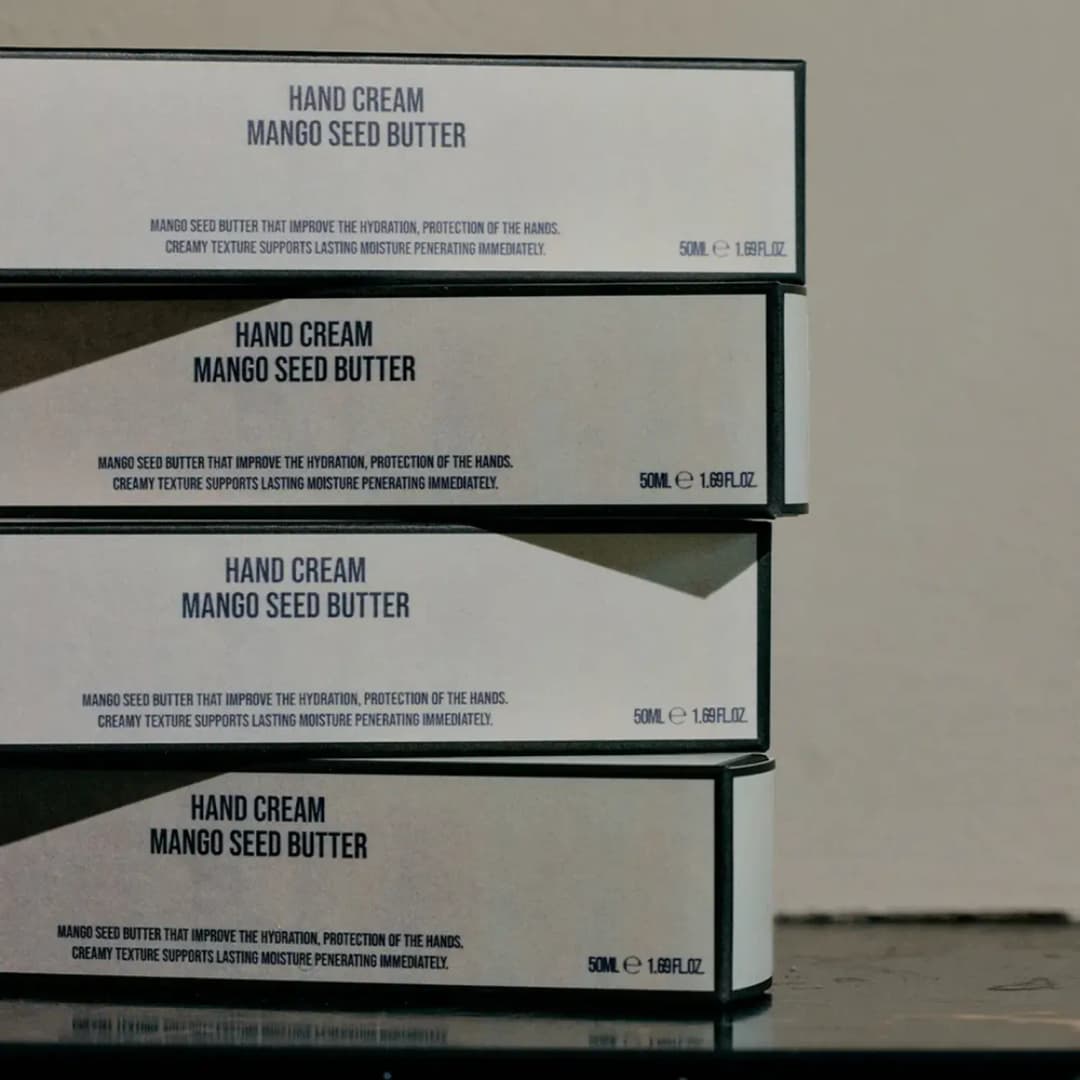 HAND CREAM
MANGO SEED BUTTER
MANGO SEED BUTTER THAT IMPROVE THE HYDRATION, PROTECTION OF THE HANDS.
CREAMY TEXTURE SUPPORTS LASTING MOISTURE PENERATING IMMEDIATELY.
50ML ℮ 1.69FL.OZ.
HAND CREAM
MANGO SEED BUTTER
MANGO SEED BUTTER THAT IMPROVE THE HYDRATION, PROTECTION OF THE HANDS.
CREAMY TEXTURE SUPPORTS LASTING MOISTURE PENERATING IMMEDIATELY.
50ML ℮ 1.69FL.OZ.
HAND CREAM
MANGO SEED BUTTER
MANGO SEED BUTTER THAT IMPROVE THE HYDRATION, PROTECTION OF THE HANDS.
CREAMY TEXTURE SUPPORTS LASTING MOISTURE PENERATING IMMEDIATELY.
50ML ℮ 1.69FL.OZ.
HAND CREAM
MANGO SEED BUTTER
MANGO SEED BUTTER THAT IMPROVE THE HYDRATION, PROTECTION OF THE HANDS.
CREAMY TEXTURE SUPPORTS LASTING MOISTURE PENERATING IMMEDIATELY.
50ML ℮ 1.69FL.OZ.